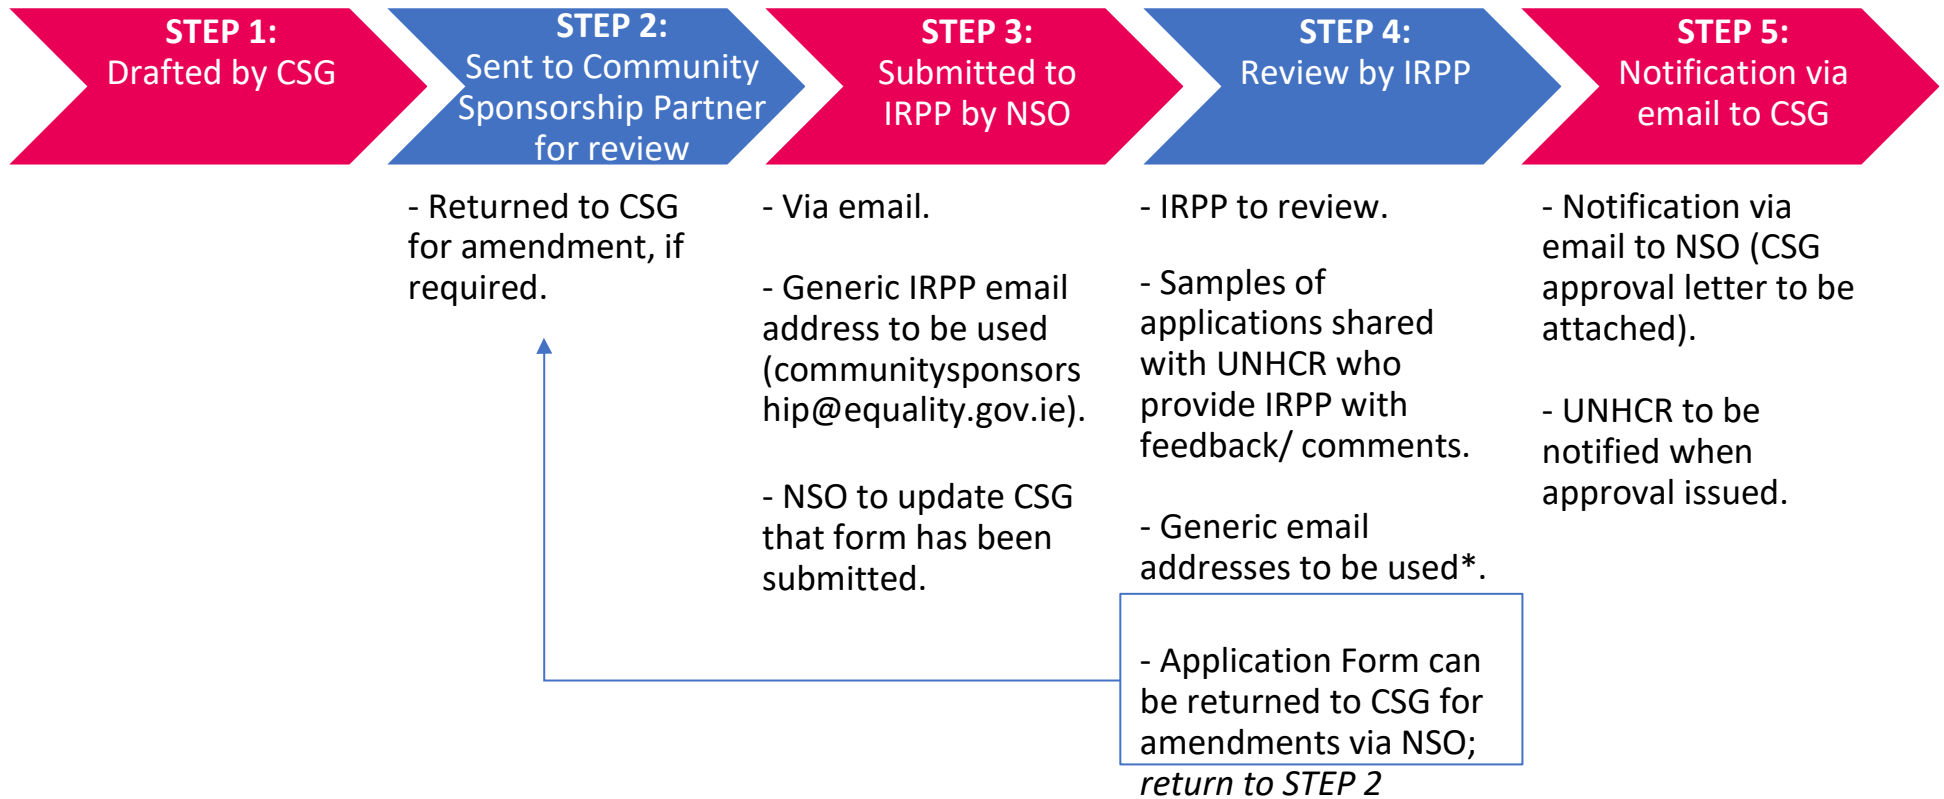 STEP 1:
Drafted by CSG
STEP 2:
Sent to Community
Sponsorship Partner
for review
STEP 3:
Submitted to
IRPP by NSO
STEP 4:
Review by IRPP
STEP 5:
Notification via
email to CSG
- Returned to CSG
for amendment, if
required.
- Via email.
- Generic IRPP email
address to be used
(communitysponsors
hip@equality.gov.ie).
- NSO to update CSG
that form has been
submitted.
- IRPP to review.
- Samples of
applications shared
with UNHCR who
provide IRPP with
feedback/ comments.
- Generic email
addresses to be used*.
- Application Form can
be returned to CSG for
amendments via NSO;
return to STEP 2
- Notification via
email to NSO (CSG
approval letter to be
attached).
- UNHCR to be
notified when
approval issued.